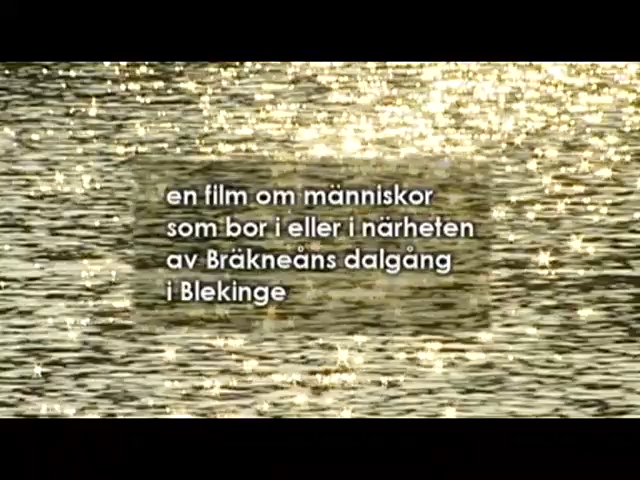 en film om människor
som bor i eller i närheten
av Bräkneåns dalgång
i Blekinge